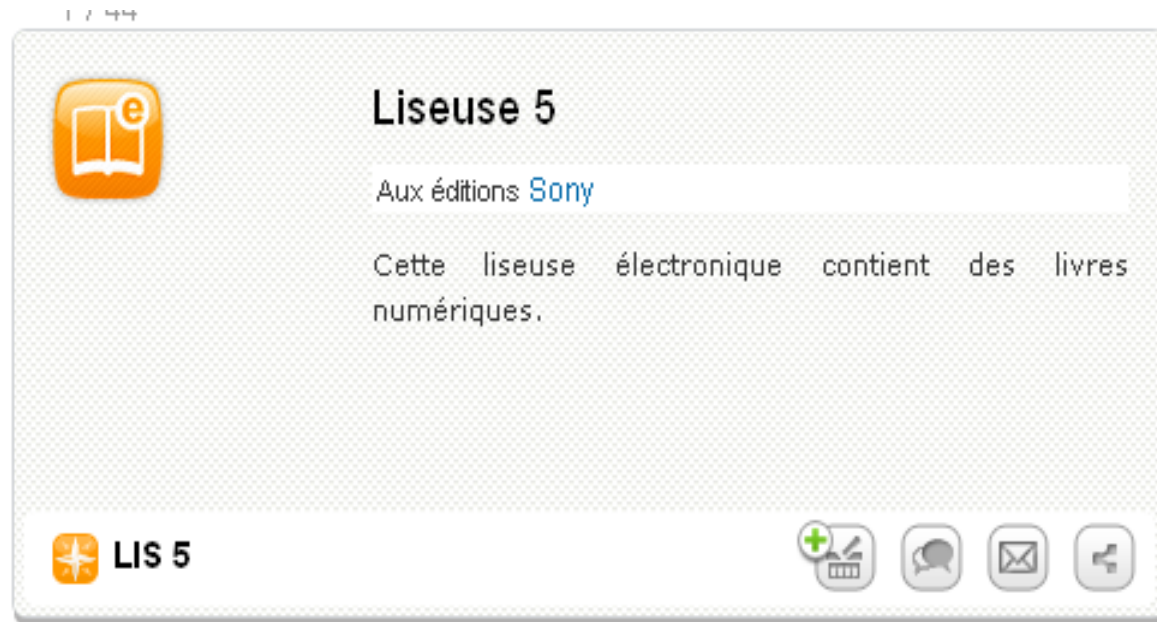 Liseuse 5
Aux éditions Sony
Cette liseuse électronique contient des livres
numériques.
LIS 5